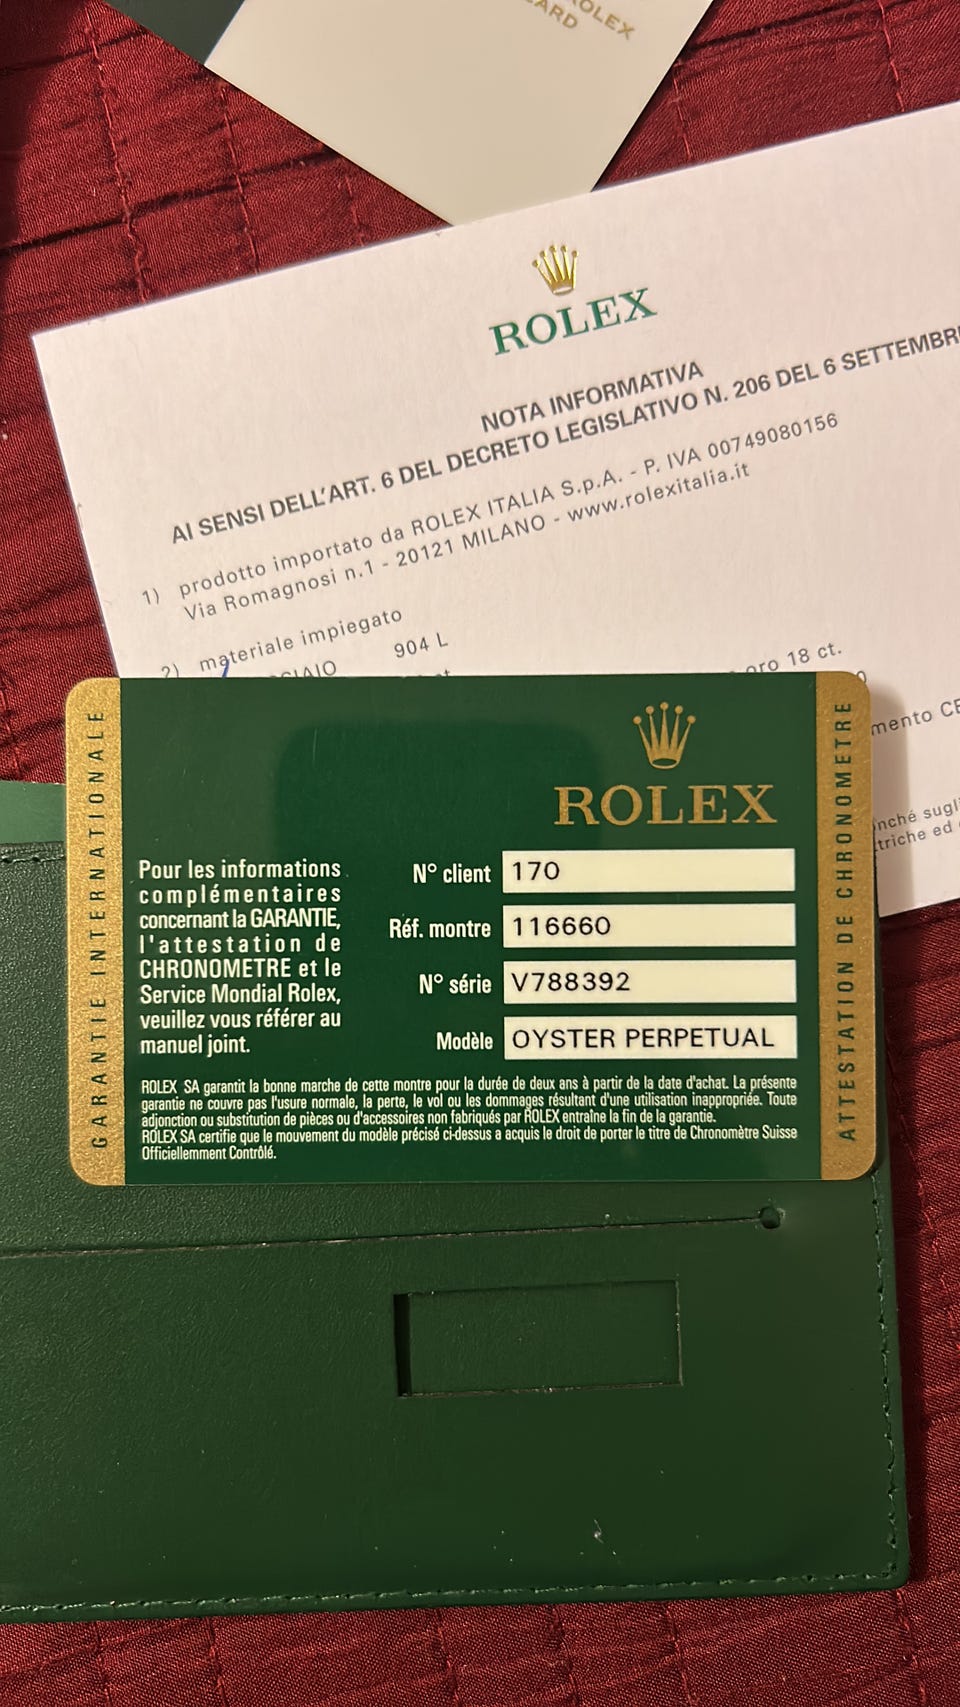 ROLEX
ROLEX
NOTA INFORMATIVA
AI SENSI DELL'ART. 6 DEL DECRETO LEGISLATIVO N. 206 DEL 6 SETTEMBR
1) prodotto importato da ROLEX ITALIA S.p.A. - P. IVA 00749080156
Via Romagnosi n.1 - 20121 MILANO - www.rolexitalia.it
2) materiale impiegato
904 L
oro 18 ct.
mento CE
nché sugli
triche ed
GARANTIE INTERNATIONALE
ROLEX
Pour les informations
complémentaires
concernant la GARANTIE,
l'attestation de
CHRONOMETRE et le
Service Mondial Rolex,
veuillez vous référer au
manuel joint.
N° client 170
Réf. montre 116660
N° série V788392
Modèle OYSTER PERPETUAL
ROLEX SA garantit la bonne marche de cette montre pour la durée de deux ans à partir de la date d'achat. La présente
garantie ne couvre pas l'usure normale, la perte, le vol ou les dommages résultant d'une utilisation inappropriée. Toute
adjonction ou substitution de pièces ou d'accessoires non fabriqués par ROLEX entraîne la fin de la garantie.
ROLEX SA certifie que le mouvement du modèle précisé ci-dessus a acquis le droit de porter le titre de Chronomètre Suisse
Officiellemment Contrôlé.
ATTESTATION DE CHRONOMETRE